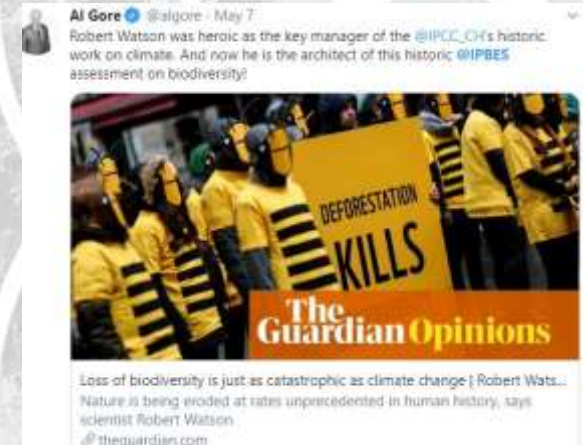 Al Gore @algore · May 7
Robert Watson was heroic as the key manager of the @IPCC_CH's historic
work on climate. And now he is the architect of this historic @IPBES
assessment on biodiversity!
DEFORESTATION
KILLS
The
Guardian Opinions
Loss of biodiversity is just as catastrophic as climate change | Robert Wats...
Nature is being eroded at rates unprecedented in human history, says
scientist Robert Watson
theguardian.com